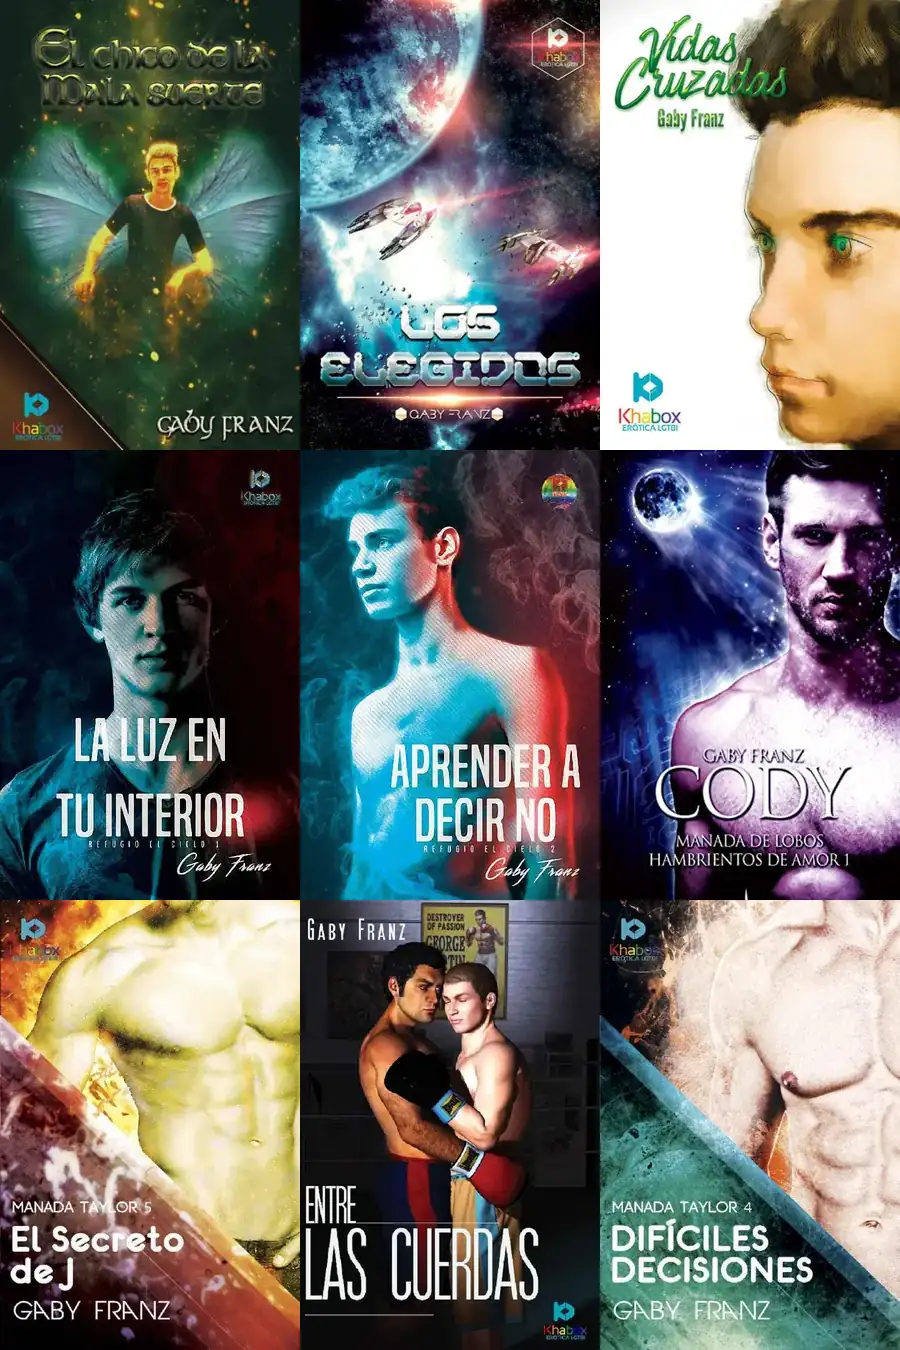 El chico de la
Mala suerte
Khabox
ERÓTICA LGTBI
GABY FRANZ
Khabox
ERÓTICA LGTBI
LOS
ELEGIDOS
GABY FRANZ
Vidas
Cruzadas
Gaby Franz
Khabox
ERÓTICA LGTBI
Khabox
LA LUZ EN
TU INTERIOR
REFUGIO EL CIELO 1
Gaby Franz
APRENDER A
DECIR NO
REFUGIO EL CIELO 2
Gaby Franz
GABY FRANZ
CODY
MANADA DE LOBOS
HAMBRIENTOS DE AMOR 1
Khabox
ERÓTICA LGTBI
MANADA TAYLOR 5
El Secreto
de J
GABY FRANZ
GABY FRANZ
DESTROYER
OF PASSION
GEORGE
ENTRE
LAS CUERDAS
Khabox
ERÓTICA LGTBI
Khabox
ERÓTICA LGTBI
MANADA TAYLOR 4
DIFÍCILES
DECISIONES
GABY FRANZ